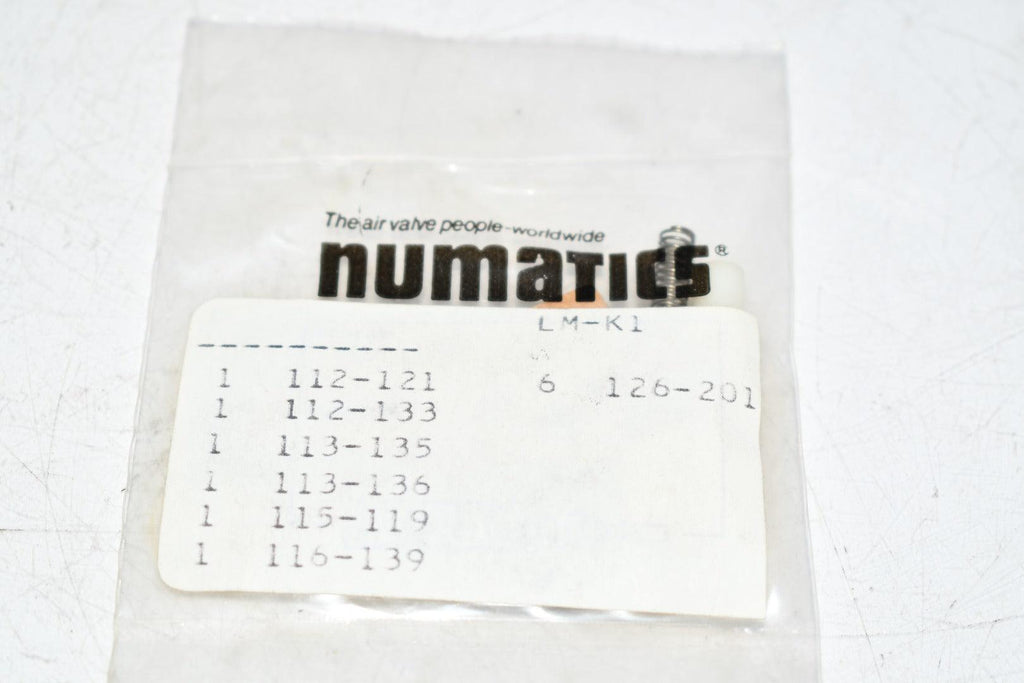 The air valve people-worldwide
numatics®
LM-K1
----------
1 112-121 6 126-201
1 112-133
1 113-135
1 113-136
1 115-119
1 116-139